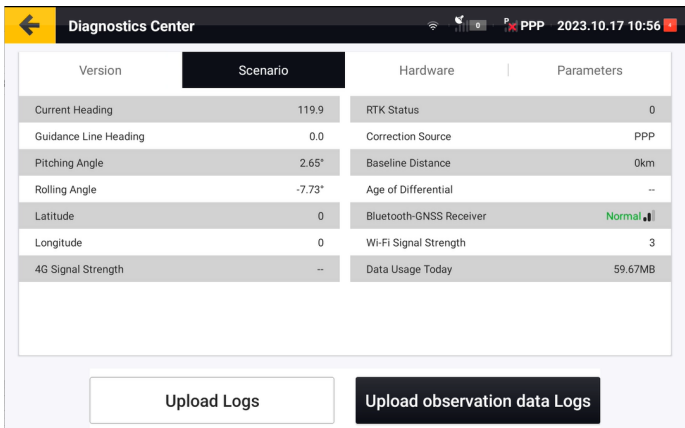 Diagnostics Center
0
P PPP
2023.10.17 10:56
Version
Scenario
Hardware
Parameters
Current Heading 119.9
Guidance Line Heading 0.0
Pitching Angle 2.65°
Rolling Angle -7.73°
Latitude 0
Longitude 0
4G Signal Strength --
RTK Status 0
Correction Source PPP
Baseline Distance 0km
Age of Differential --
Bluetooth-GNSS Receiver Normal
Wi-Fi Signal Strength 3
Data Usage Today 59.67MB
Upload Logs
Upload observation data Logs